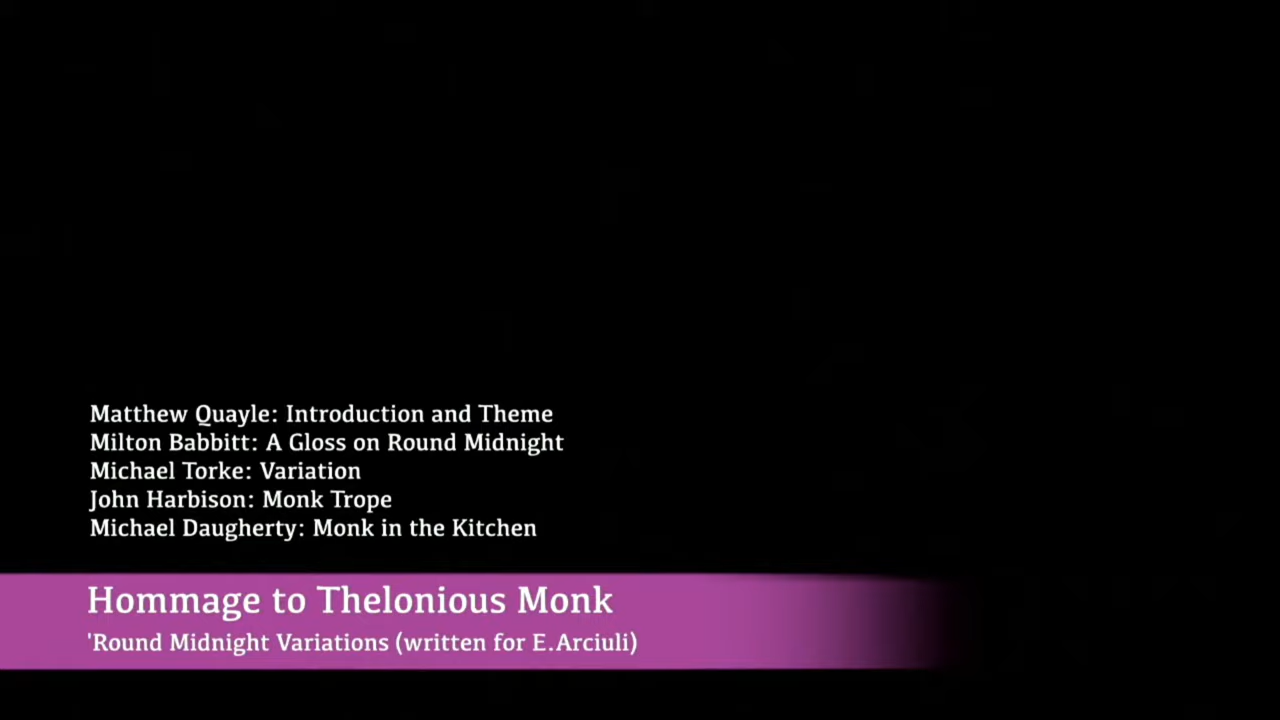 Matthew Quayle: Introduction and Theme
Milton Babbitt: A Gloss on Round Midnight
Michael Torke: Variation
John Harbison: Monk Trope
Michael Daugherty: Monk in the Kitchen
Hommage to Thelonious Monk
'Round Midnight Variations (written for E.Arciuli)